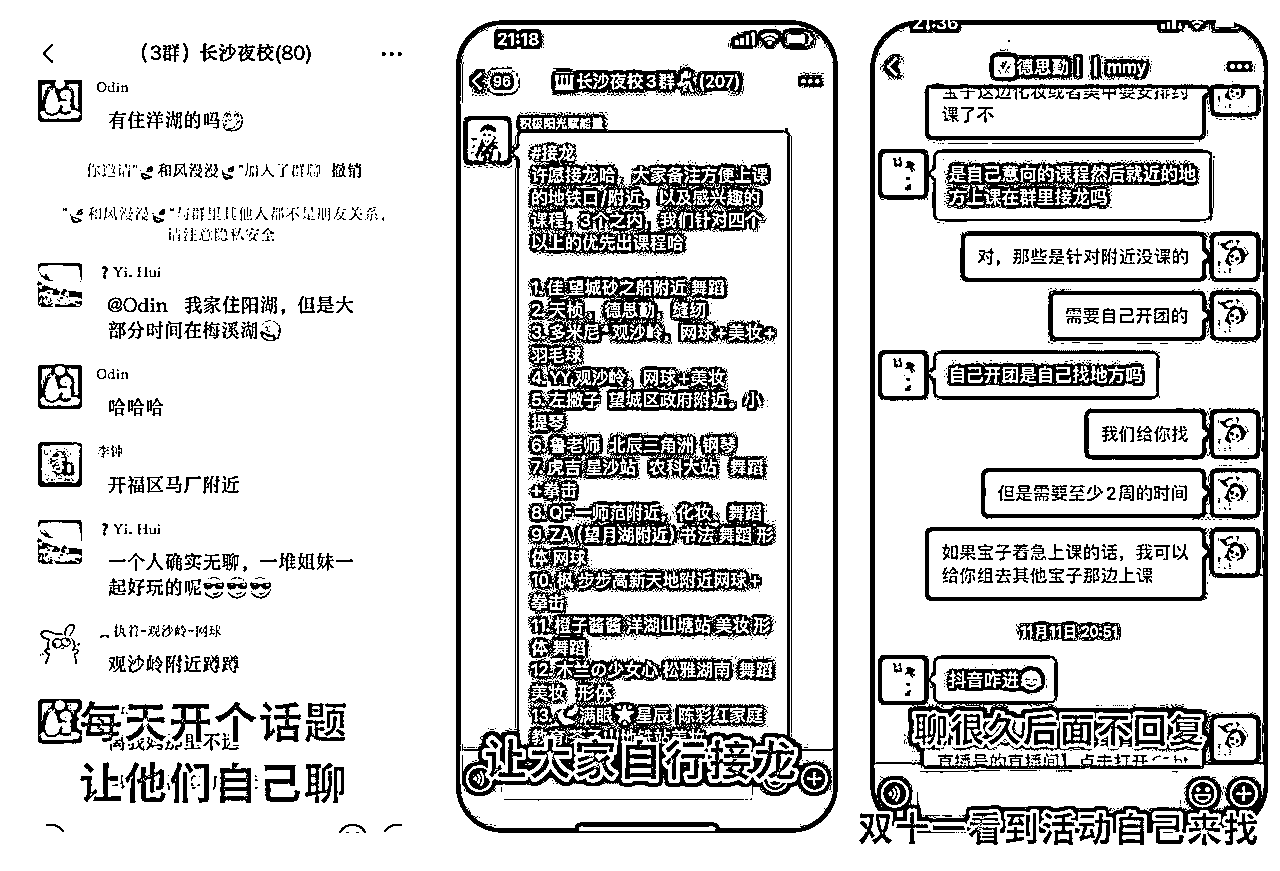 （3群）长沙夜校(80)
Odin
有住洋湖的吗
你邀请"和风漫漫"加入了群聊 撤销
"和风漫漫"与群里其他人都不是朋友关系，
请注意隐私安全
? Yi. Hui
@Odin 我家住阳湖，但是大
部分时间在梅溪湖
Odin
哈哈哈
李钟
开福区马厂附近
? Yi. Hui
一个人确实无聊，一堆姐妹一
起好玩的呢
执着-观沙岭-网球
观沙岭附近蹲蹲
每天开个话题
让他们自己聊
21:18
96
长沙夜校3群(207)
#接龙
许愿接龙哈，大家备注方便上课
的地铁口/附近，以及感兴趣的
课程，3个之内，我们针对四个
以上的优先出课程哈
1. 佳 望城砂之船附近 舞蹈
2. 天桢，德思勤，缝纫
3. 多米尼-观沙岭，网球+美妆+
羽毛球
4. YY 观沙岭，网球+美妆
5. 左撇子 望城区政府附近，小
提琴
6. 鲁老师 北辰三角洲 钢琴
7. 虎吉 星沙站 农科大站 舞蹈
+拳击
8. QF一师范附近，化妆，舞蹈
9. ZA (望月湖附近) 书法 舞蹈 形
体 网球
10. 枫 步步高新天地附近网球+
拳击
11. 橙子酱酱 洋湖山塘站 美妆 形
体 舞蹈
12. 木兰の少女心 松雅湖南 舞蹈
美妆 形体
13. 满眼星辰 陈彩红家庭
让大家自行接龙
21:36
德思勤 | | mmy
宝子这边化妆或者美甲要安排约
课了不
是自己意向的课程然后就近的地
方上课在群里接龙吗
对，那些是针对附近没课的
需要自己开团的
自己开团是自己找地方吗
我们给你找
但是需要至少2周的时间
如果宝子着急上课的话，我可以
给你组去其他宝子那边上课
11月11日 20:51
抖音咋进
聊很久后面不回复
双十一看到活动自己来找